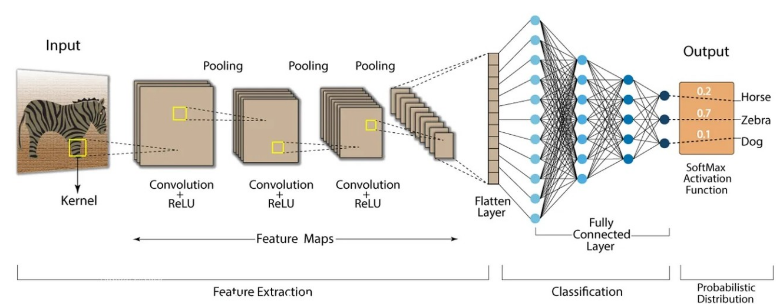 Input
Pooling
Pooling
Pooling
Output
0.2
Horse
0.7
Zebra
0.1
Dog
Kernel
Convolution
+
ReLU
Convolution
+
ReLU
Convolution
+
ReLU
Flatten
Layer
SoftMax
Activation
Function
Fully
Connected
Layer
Feature Maps
Feature Extraction
Classification
Probabilistic
Distribution